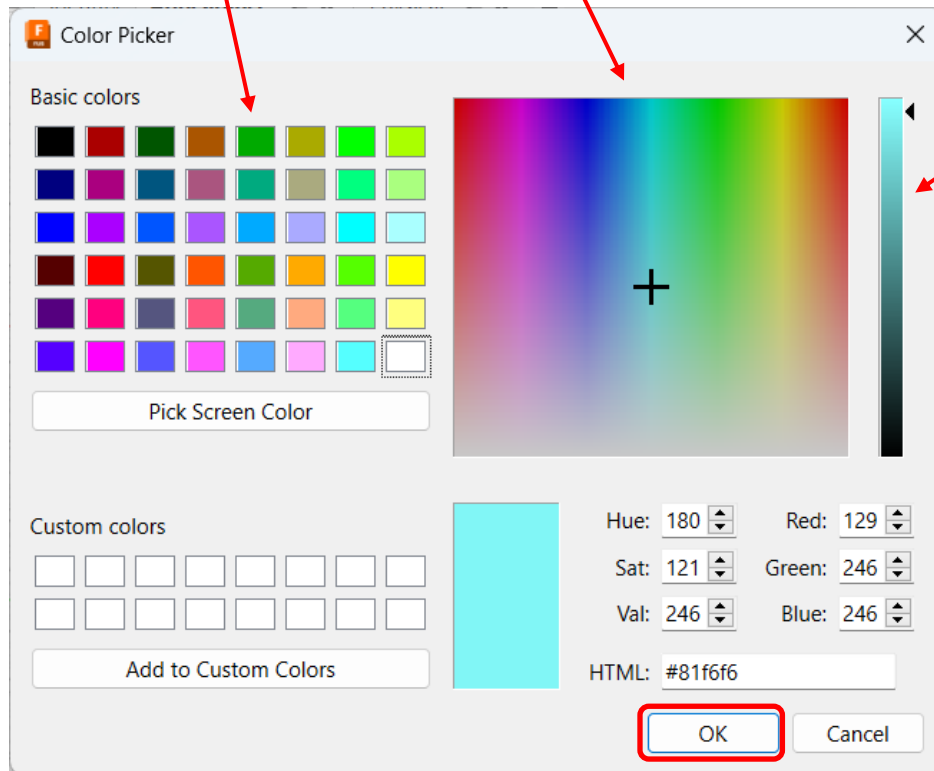 Color Picker
Basic colors
Pick Screen Color
Custom colors
Add to Custom Colors
Hue: 180 Red: 129
Sat: 121 Green: 246
Val: 246 Blue: 246
HTML: #81f6f6
OK Cancel